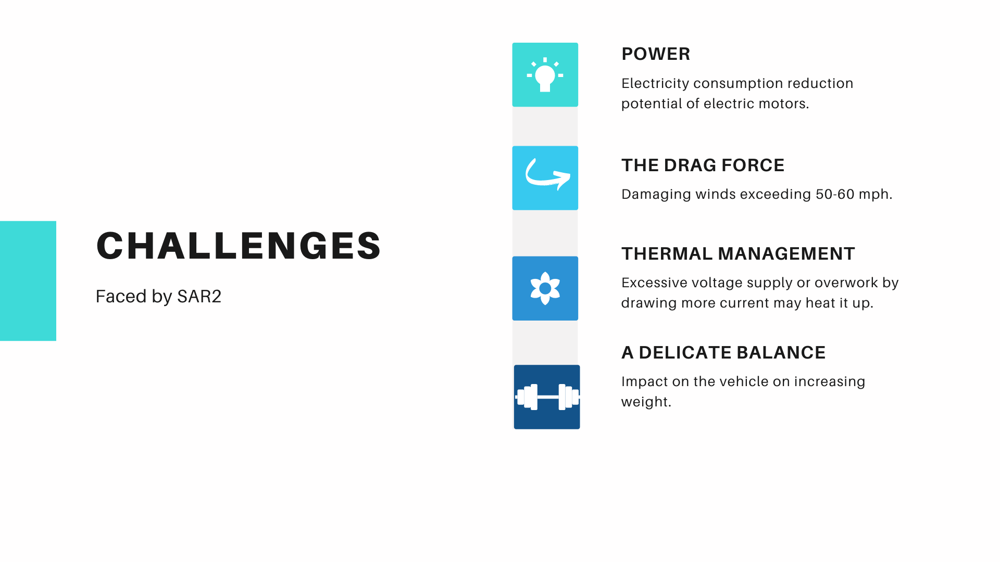 CHALLENGES
Faced by SAR2
POWER
Electricity consumption reduction
potential of electric motors.
THE DRAG FORCE
Damaging winds exceeding 50-60 mph.
THERMAL MANAGEMENT
Excessive voltage supply or overwork by
drawing more current may heat it up.
A DELICATE BALANCE
Impact on the vehicle on increasing
weight.